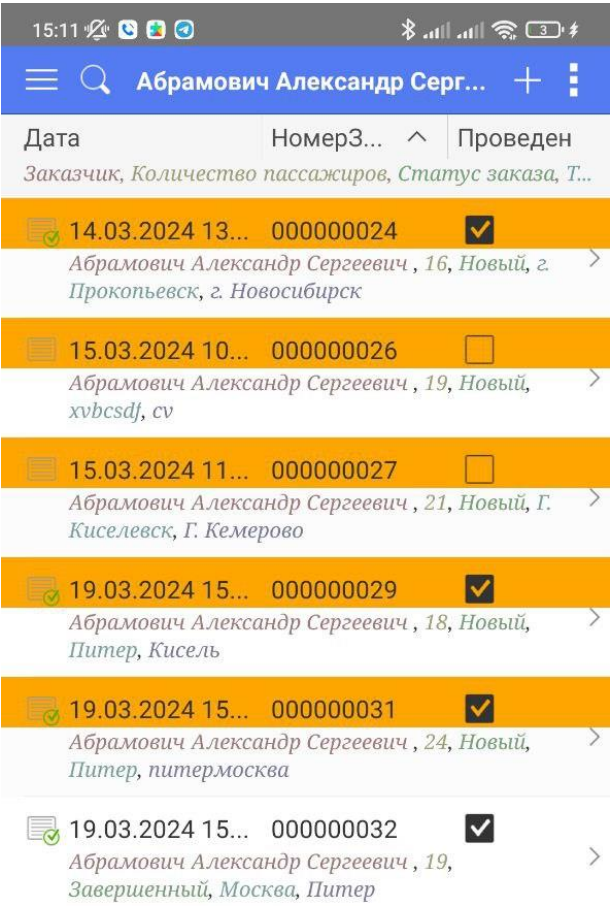 15:11 3
Абрамович Александр Серг...
Дата НомерЗ... Проведен
Заказчик, Количество пассажиров, Статус заказа, Т...
14.03.2024 13... 000000024
Абрамович Александр Сергеевич , 16, Новый, г.
Прокопьевск, г. Новосибирск
15.03.2024 10... 000000026
Абрамович Александр Сергеевич , 19, Новый,
xvbcsdf, cv
15.03.2024 11... 000000027
Абрамович Александр Сергеевич , 21, Новый, Г.
Киселевск, Г. Кемерово
19.03.2024 15... 000000029
Абрамович Александр Сергеевич , 18, Новый,
Питер, Кисель
19.03.2024 15... 000000031
Абрамович Александр Сергеевич , 24, Новый,
Питер, питермосква
19.03.2024 15... 000000032
Абрамович Александр Сергеевич , 19,
Завершенный, Москва, Питер